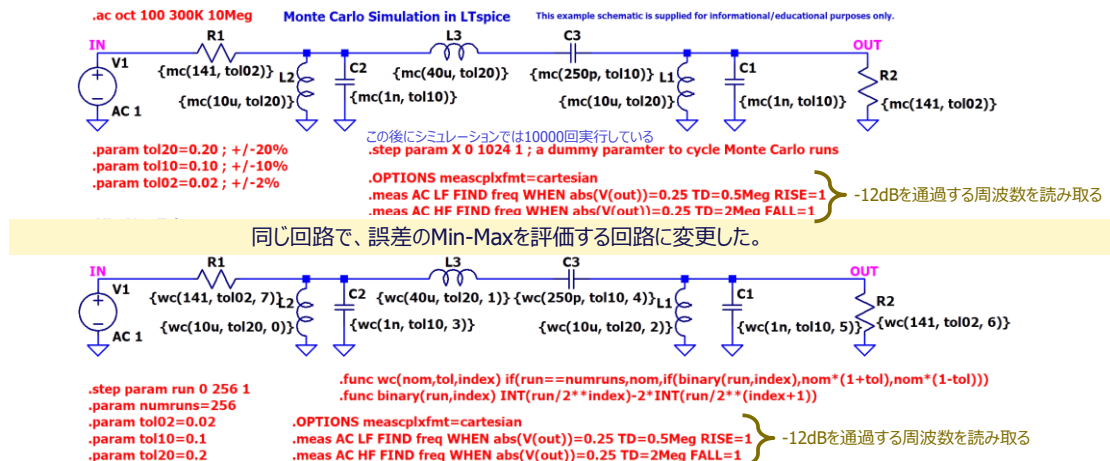 .ac oct 100 300K 10Meg Monte Carlo Simulation in LTspice This example schematic is supplied for informational/educational purposes only.
IN R1 L3 C3 OUT
V1 C2 R2
L2 L1 C1
{mc(141, tol02)} {mc(40u, tol20)} {mc(250p, tol10)}
AC 1 {mc(10u, tol20)} {mc(1n, tol10)} {mc(10u, tol20)} {mc(1n, tol10)} {mc(141, tol02)}
この後にシミュレーションでは10000回実行している
.param tol20=0.20 ; +/-20% .step param X 0 1024 1 ; a dummy paramter to cycle Monte Carlo runs
.param tol10=0.10 ; +/-10%
.param tol02=0.02 ; +/-2%
.OPTIONS meascplxfmt=cartesian
.meas AC LF FIND freq WHEN abs(V(out))=0.25 TD=0.5Meg RISE=1 -12dBを通過する周波数を読み取る
.meas AC HF FIND freq WHEN abs(V(out))=0.25 TD=2Meg FALL=1
同じ回路で、誤差のMin-Maxを評価する回路に変更した。
IN R1 L3 C3 OUT
V1 C2 C1 R2
{wc(141, tol02, 7)} L2 {wc(40u, tol20, 1)} {wc(250p, tol10, 4)} L1
AC 1 {wc(10u, tol20, 0)} {wc(1n, tol10, 3)} {wc(10u, tol20, 2)} {wc(1n, tol10, 5)} {wc(141, tol02, 6)}
.func wc(nom,tol,index) if(run==numruns,nom,if(binary(run,index),nom*(1+tol),nom*(1-tol)))
.func binary(run,index) INT(run/2**index)-2*INT(run/2**(index+1))
.step param run 0 256 1
.param numruns=256
.param tol02=0.02 .OPTIONS meascplxfmt=cartesian
.param tol10=0.1 .meas AC LF FIND freq WHEN abs(V(out))=0.25 TD=0.5Meg RISE=1 -12dBを通過する周波数を読み取る
.param tol20=0.2 .meas AC HF FIND freq WHEN abs(V(out))=0.25 TD=2Meg FALL=1